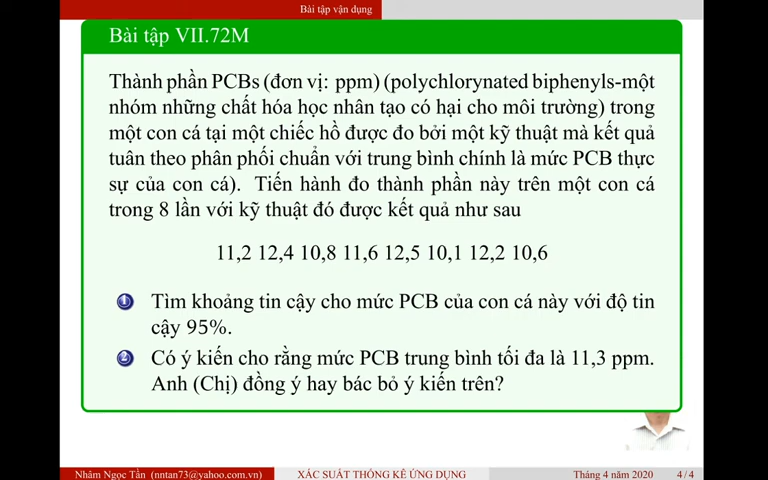 Bài tập vận dụng
Bài tập VII.72M
Thành phần PCBs (đơn vị: ppm) (polychlorynated biphenyls-một
nhóm những chất hóa học nhân tạo có hại cho môi trường) trong
một con cá tại một chiếc hồ được đo bởi một kỹ thuật mà kết quả
tuân theo phân phối chuẩn với trung bình chính là mức PCB thực
sự của con cá). Tiến hành đo thành phần này trên một con cá
trong 8 lần với kỹ thuật đó được kết quả như sau
11,2 12,4 10,8 11,6 12,5 10,1 12,2 10,6
1 Tìm khoảng tin cậy cho mức PCB của con cá này với độ tin
cậy 95%.
2 Có ý kiến cho rằng mức PCB trung bình tối đa là 11,3 ppm.
Anh (Chị) đồng ý hay bác bỏ ý kiến trên?
Nhâm Ngọc Tần (nntan73@yahoo.com.vn) XÁC SUẤT THỐNG KÊ ỨNG DỤNG Tháng 4 năm 2020 4/4